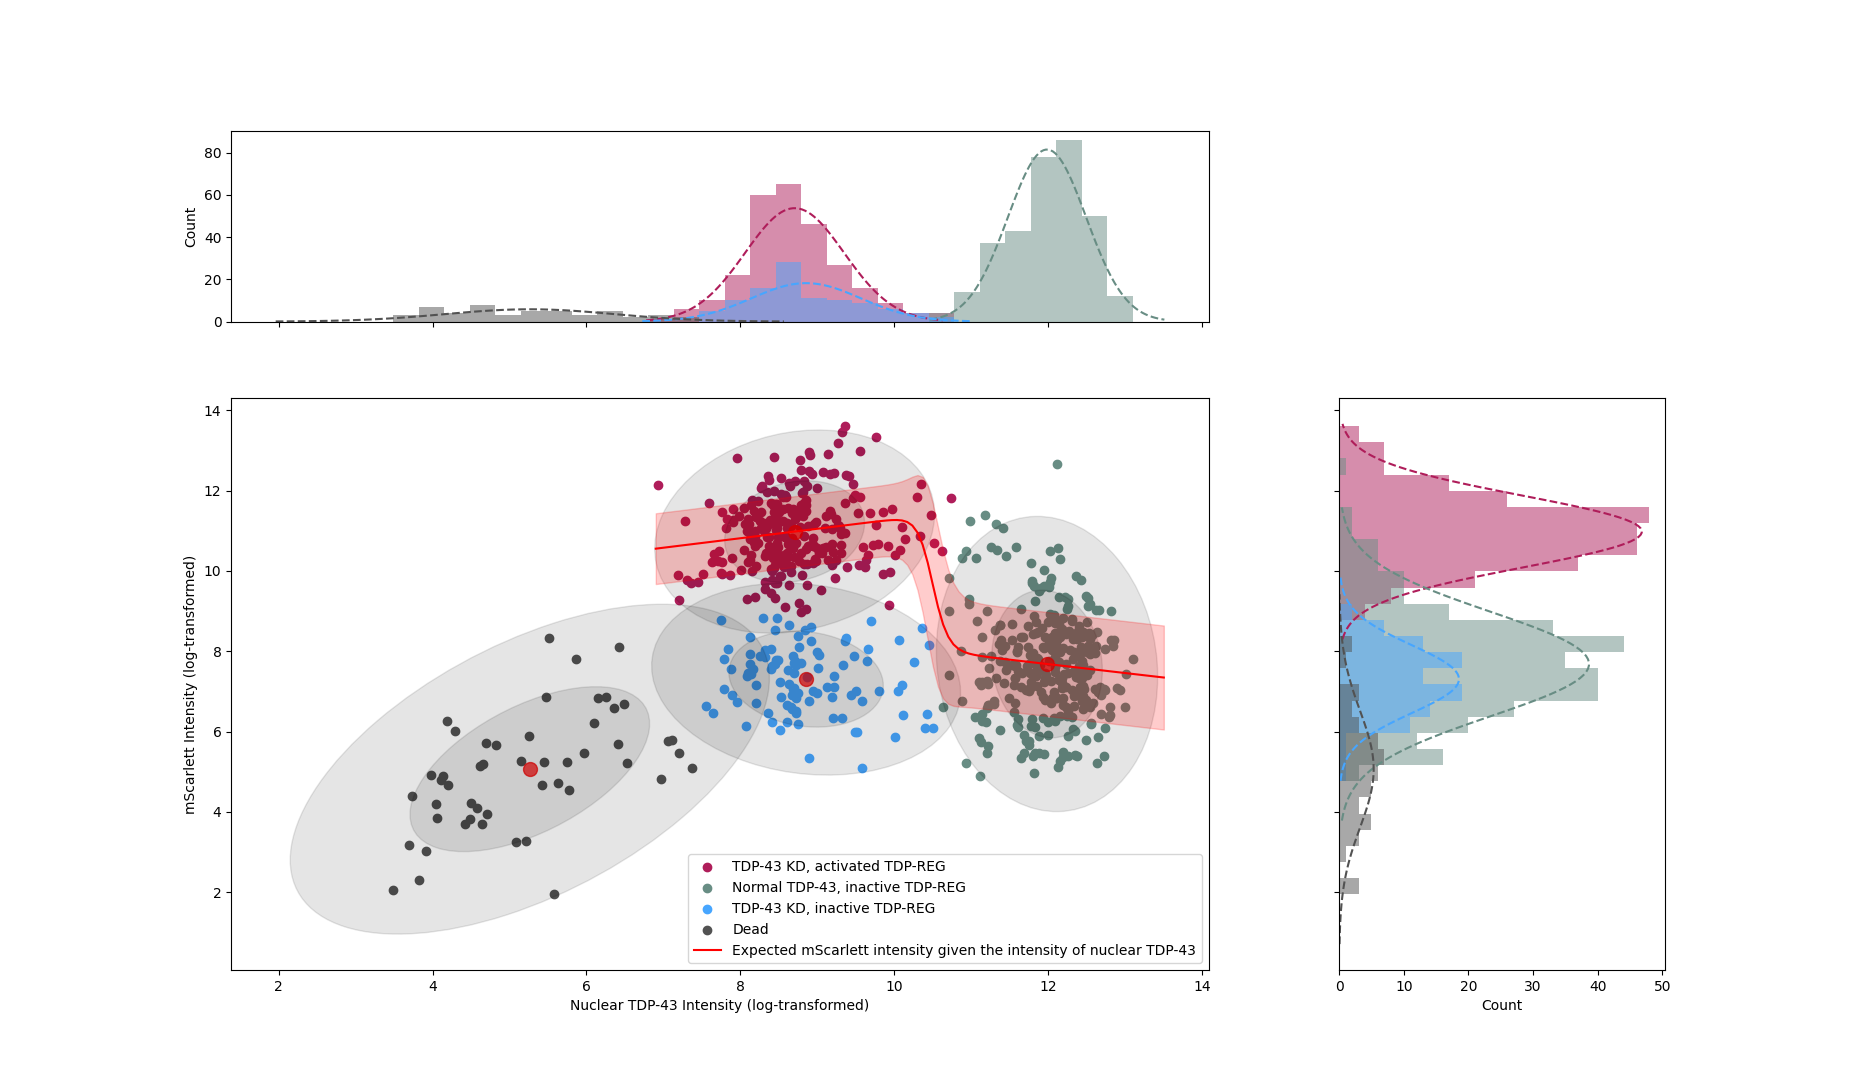 80
60
40
20
0
Count
14
12
10
8
6
4
2
mScarlett Intensity (log-transformed)
TDP-43 KD, activated TDP-REG
Normal TDP-43, inactive TDP-REG
TDP-43 KD, inactive TDP-REG
Dead
Expected mScarlett intensity given the intensity of nuclear TDP-43
2 4 6 8 10 12 14
Nuclear TDP-43 Intensity (log-transformed)
0 10 20 30 40 50
Count